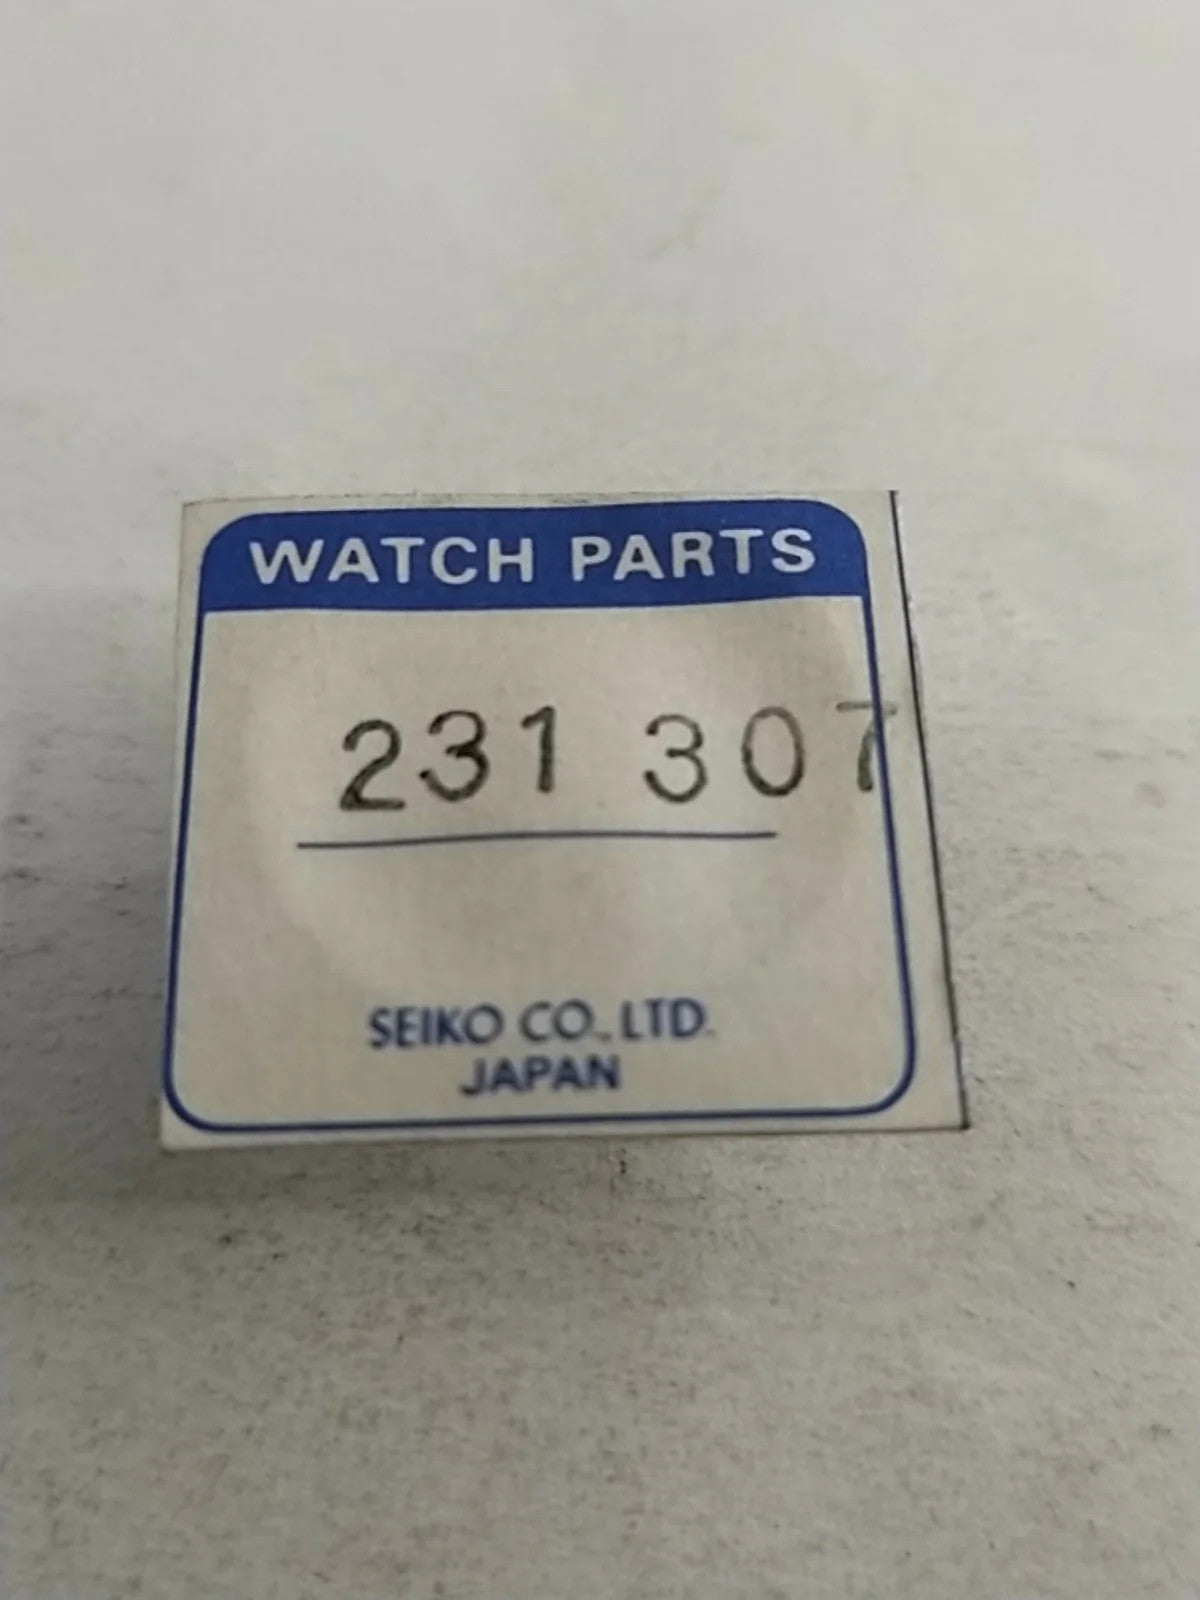 WATCH PARTS
231 307
SEIKO CO., LTD.
JAPAN